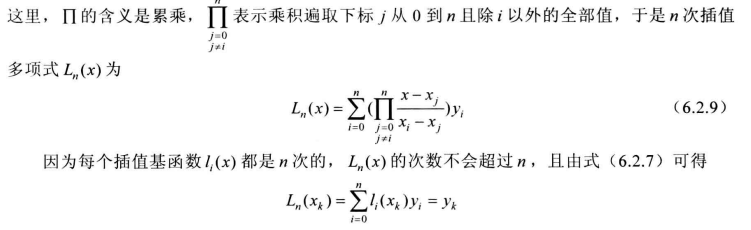 这里，∏的含义是累乘，\prod_{\substack{j=0 \\ j\neq i}}^{n} 表示乘积遍取下标 j 从 0 到 n 且除 i 以外的全部值，于是 n 次插值
多项式 L_n(x) 为
L_n(x)=\sum_{i=0}^{n}(\prod_{\substack{j=0 \\ j\neq i}}^{n}\frac{x-x_j}{x_i-x_j})y_i （6.2.9）
因为每个插值基函数 l_i(x) 都是 n 次的，L_n(x) 的次数不会超过 n，且由式（6.2.7）可得
L_n(x_k)=\sum_{i=0}^{n}l_i(x_k)y_i=y_k